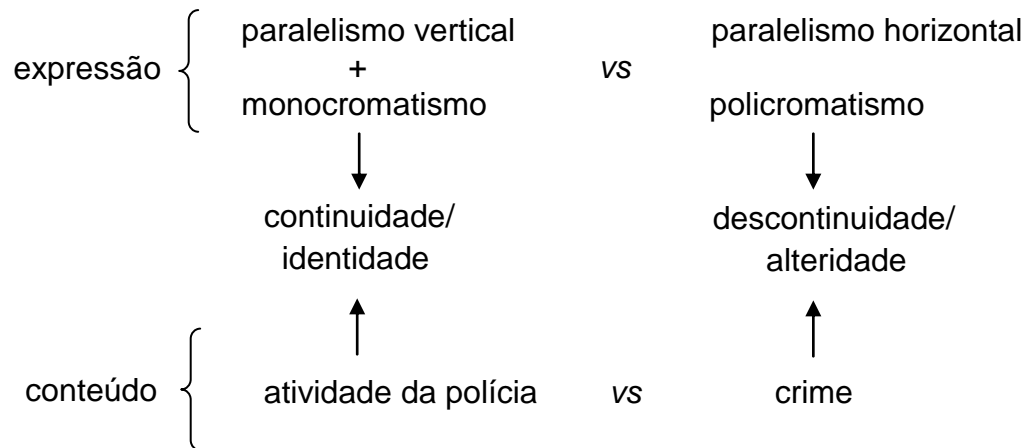 paralelismo vertical paralelismo horizontal
expressão + vs
monocromatismo policromatismo
continuidade/ descontinuidade/
identidade alteridade
conteúdo atividade da polícia vs crime